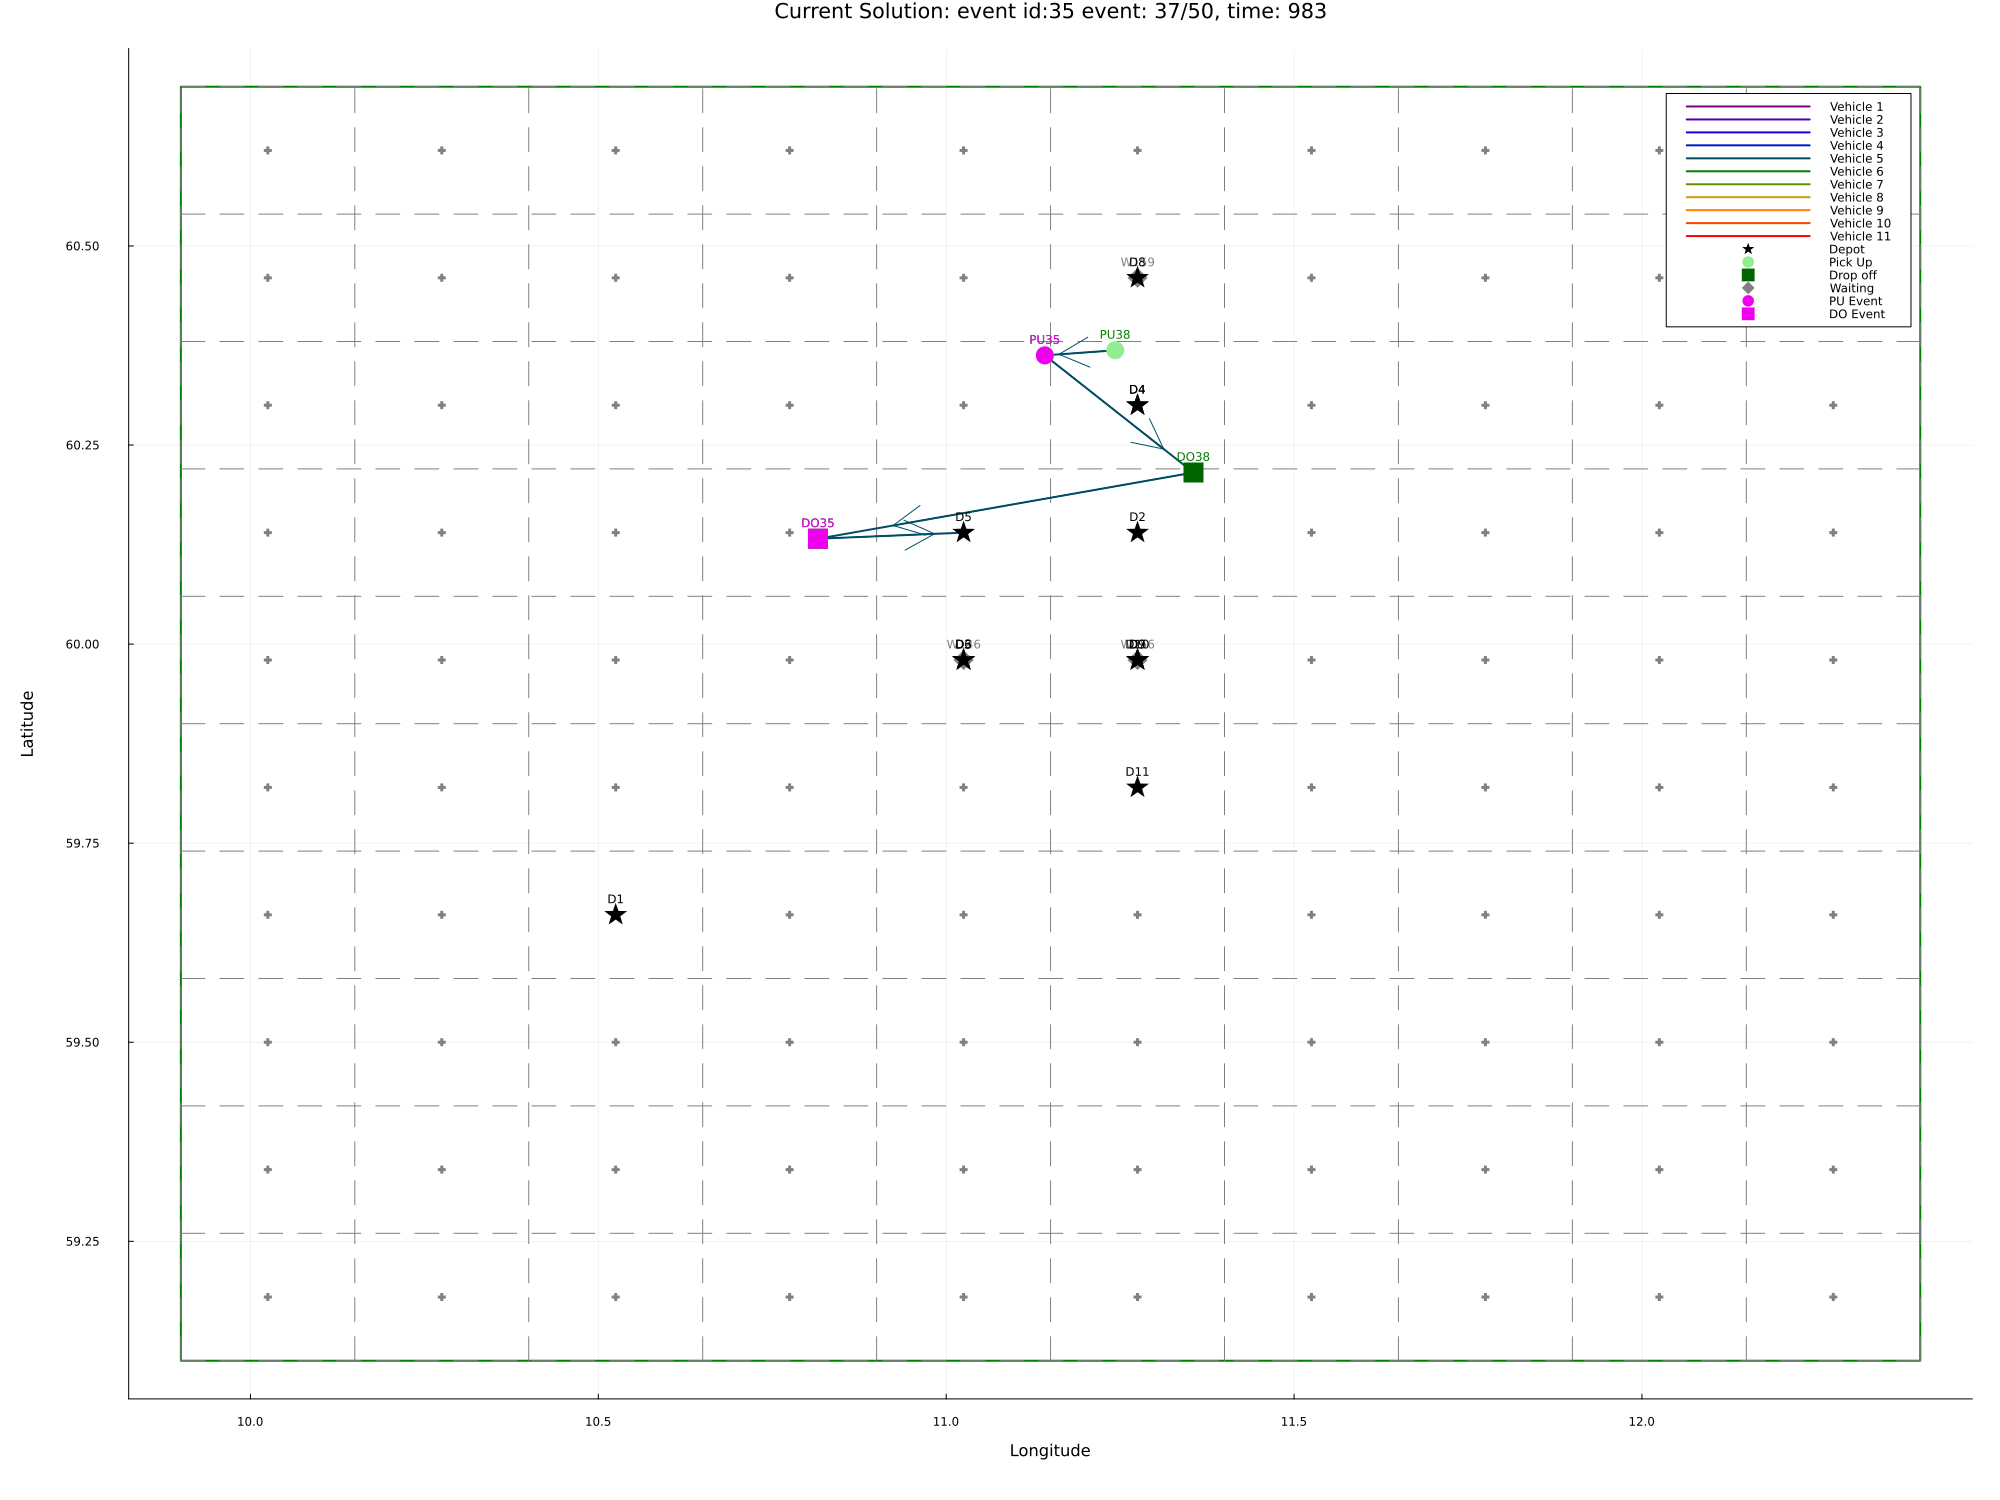 Current Solution: event id:35 event: 37/50, time: 983
Vehicle 1
Vehicle 2
Vehicle 3
Vehicle 4
Vehicle 5
Vehicle 6
Vehicle 7
Vehicle 8
Vehicle 9
Vehicle 10
Vehicle 11
Depot
Pick Up
Drop off
Waiting
PU Event
DO Event
60.50
D8
PU35
PU38
D4
60.25
DO38
DO35
D5
D2
60.00
D11
59.75
D1
59.50
59.25
10.0
10.5
11.0
11.5
12.0
Latitude
Longitude